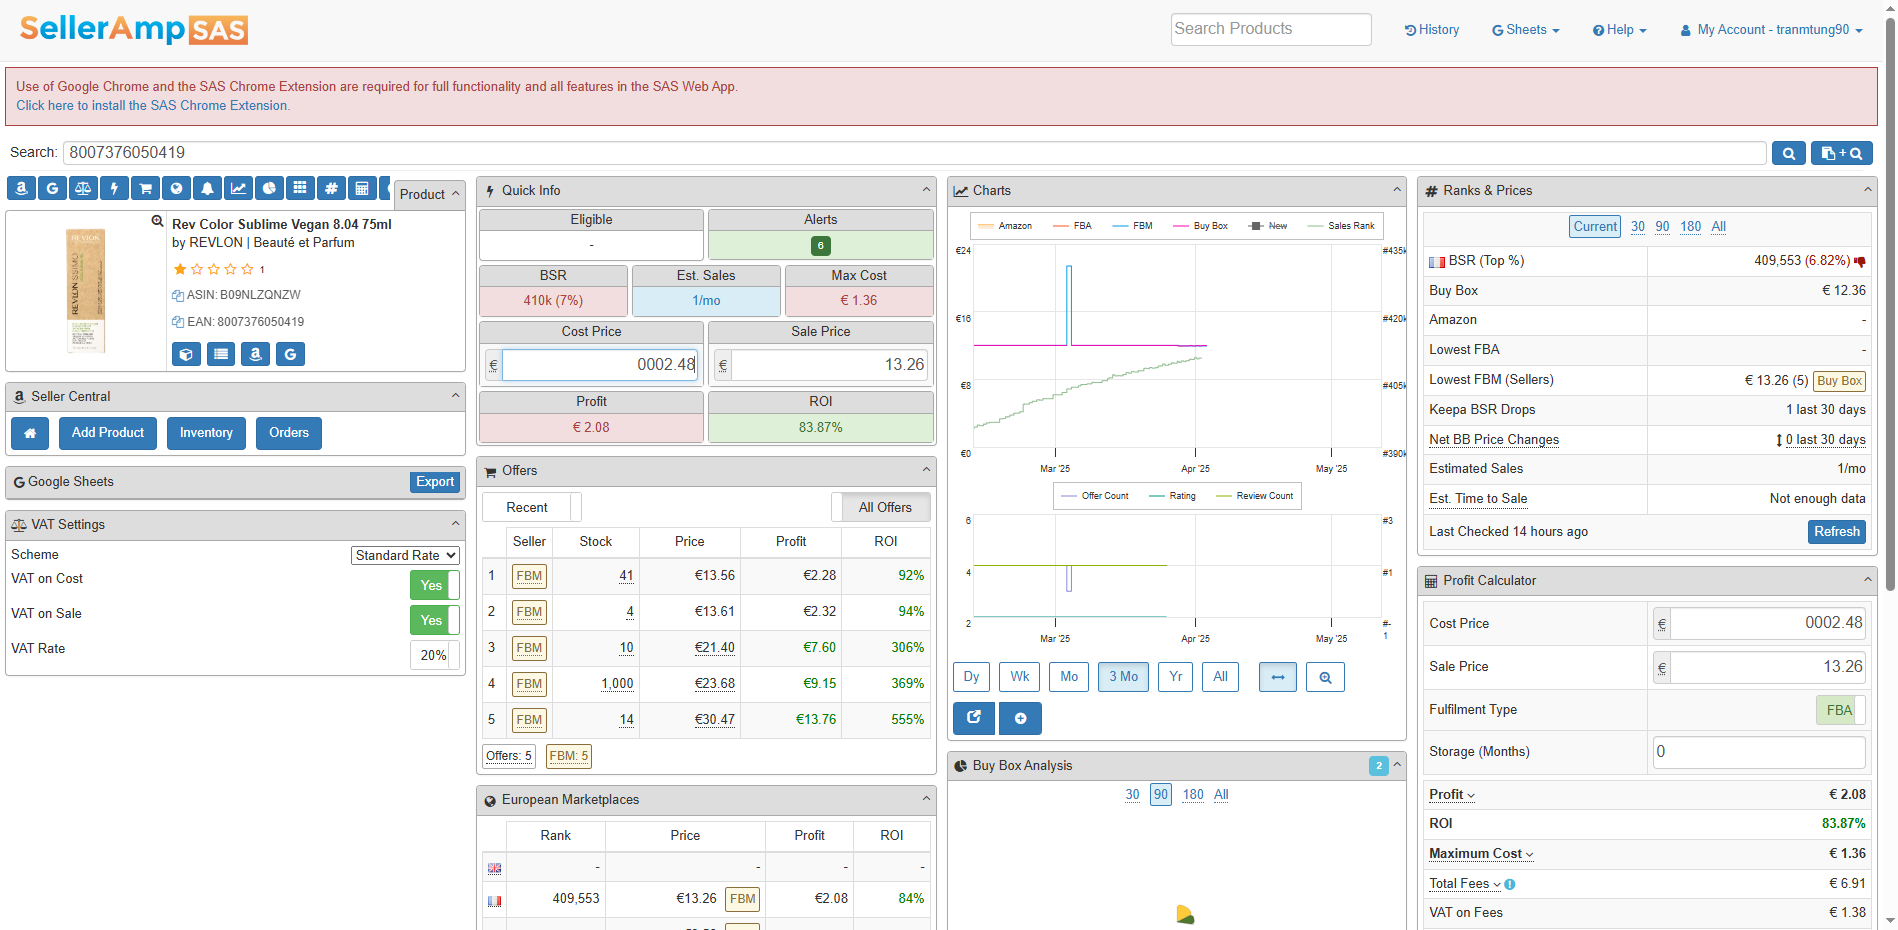 SellerAmp SAS
Search Products
History
Sheets
Help
My Account - tranmtung90
Use of Google Chrome and the SAS Chrome Extension are required for full functionality and all features in the SAS Web App.
Click here to install the SAS Chrome Extension.
Search: 8007376050419
+
Product
Rev Color Sublime Vegan 8.04 75ml
by REVLON | Beauté et Parfum
1
ASIN: B09NLZQNZW
EAN: 8007376050419
REVLON
REVLONISSIMO
Seller Central
Add Product
Inventory
Orders
Google Sheets
Export
VAT Settings
Scheme Standard Rate
VAT on Cost Yes
VAT on Sale Yes
VAT Rate 20%
Quick Info
Eligible Alerts
- 6
BSR Est. Sales Max Cost
410k (7%) 1/mo € 1.36
Cost Price Sale Price
€ 0002.48 € 13.26
Profit ROI
€ 2.08 83.87%
Offers
Recent All Offers
Seller Stock Price Profit ROI
1 FBM 41 €13.56 €2.28 92%
2 FBM 4 €13.61 €2.32 94%
3 FBM 10 €21.40 €7.60 306%
4 FBM 1,000 €23.68 €9.15 369%
5 FBM 14 €30.47 €13.76 555%
Offers: 5 FBM: 5
European Marketplaces
Rank Price Profit ROI
- - - -
409,553 €13.26 FBM €2.08 84%
Charts
Amazon FBA FBM Buy Box New Sales Rank
€24 #435k
€16 #420k
€8 #405k
€0 #390k
Mar '25 Apr '25 May '25
Offer Count Rating Review Count
6 #3
4 #1
2 #-1
Mar '25 Apr '25 May '25
Dy Wk Mo 3 Mo Yr All
Buy Box Analysis 2
30 90 180 All
Ranks & Prices
Current 30 90 180 All
BSR (Top %) 409,553 (6.82%)
Buy Box € 12.36
Amazon -
Lowest FBA -
Lowest FBM (Sellers) € 13.26 (5) Buy Box
Keepa BSR Drops 1 last 30 days
Net BB Price Changes 0 last 30 days
Estimated Sales 1/mo
Est. Time to Sale Not enough data
Last Checked 14 hours ago Refresh
Profit Calculator
Cost Price € 0002.48
Sale Price € 13.26
Fulfilment Type FBA
Storage (Months) 0
Profit € 2.08
ROI 83.87%
Maximum Cost € 1.36
Total Fees € 6.91
VAT on Fees € 1.38